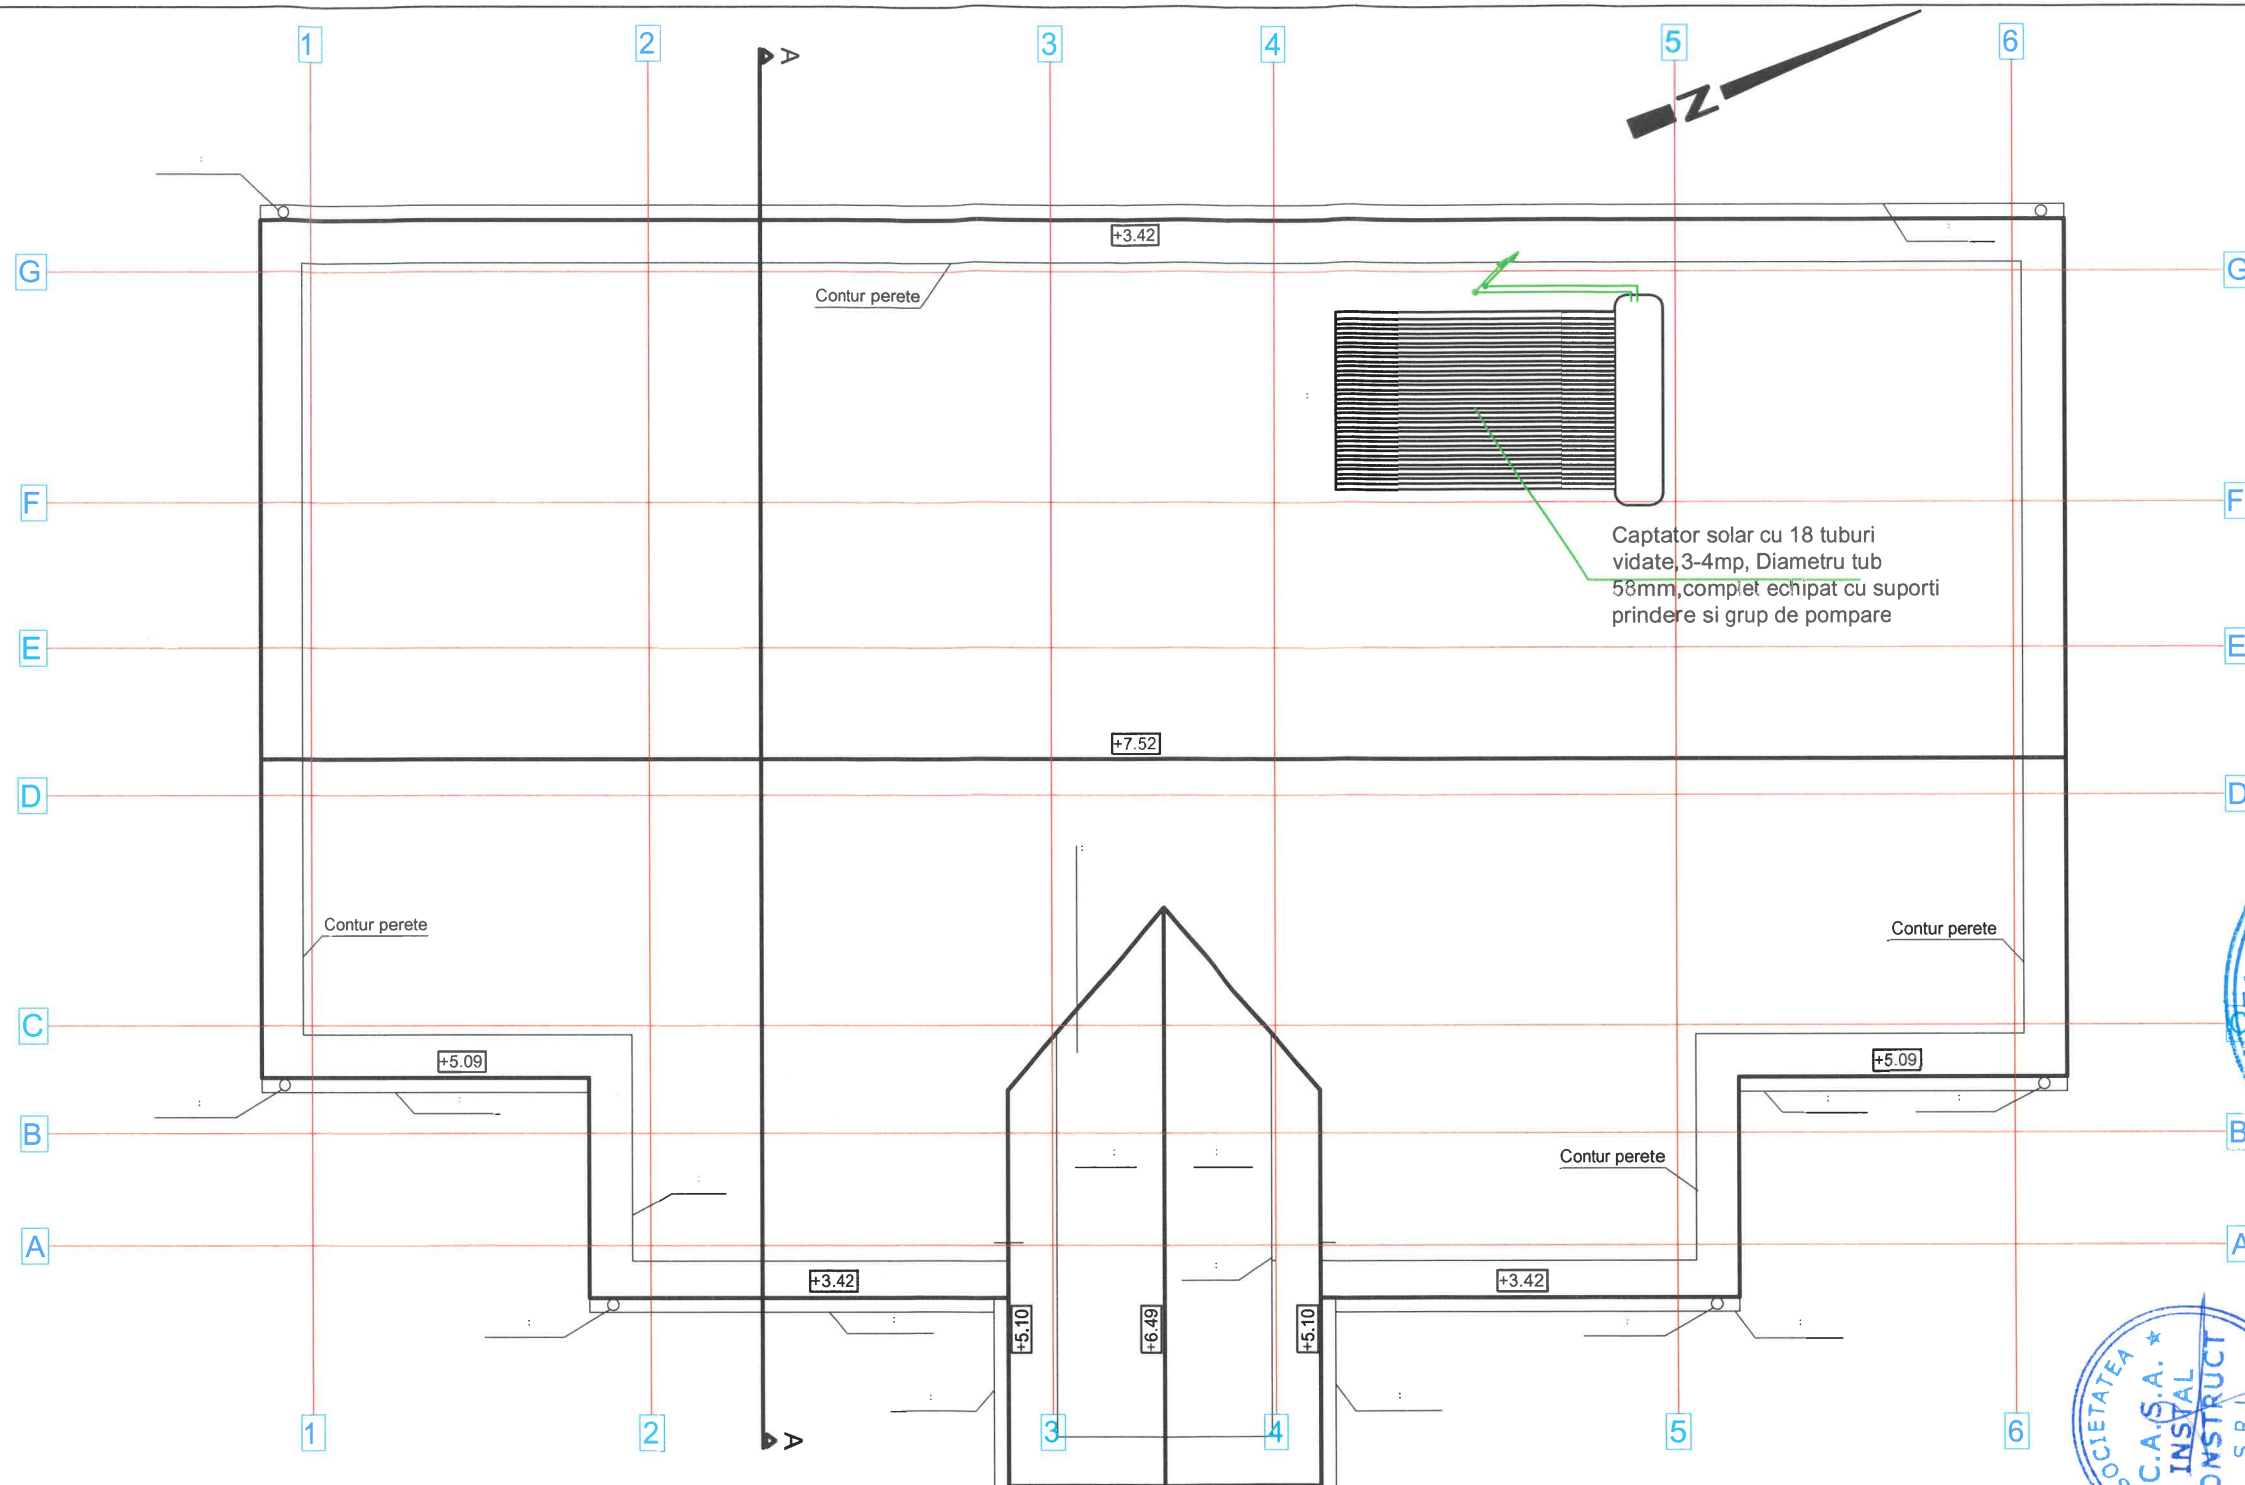 1 2 3 4 5 6
A
N
+3.42
G G
Contur perete
F F
Captator solar cu 18 tuburi
vidate,3-4mp, Diametru tub
58mm,complet echipat cu suporti
prindere si grup de pompare
E E
+7.52
D D
Contur perete
Contur perete
C
+5.09
+5.09
B B
Contur perete
A A
+3.42
+3.42
+5.10
+6.49
+5.10
1 2 3 4 5 6
A
SOCIETATEA
C.A.S.A.
INSTAL
CONSTRUCT